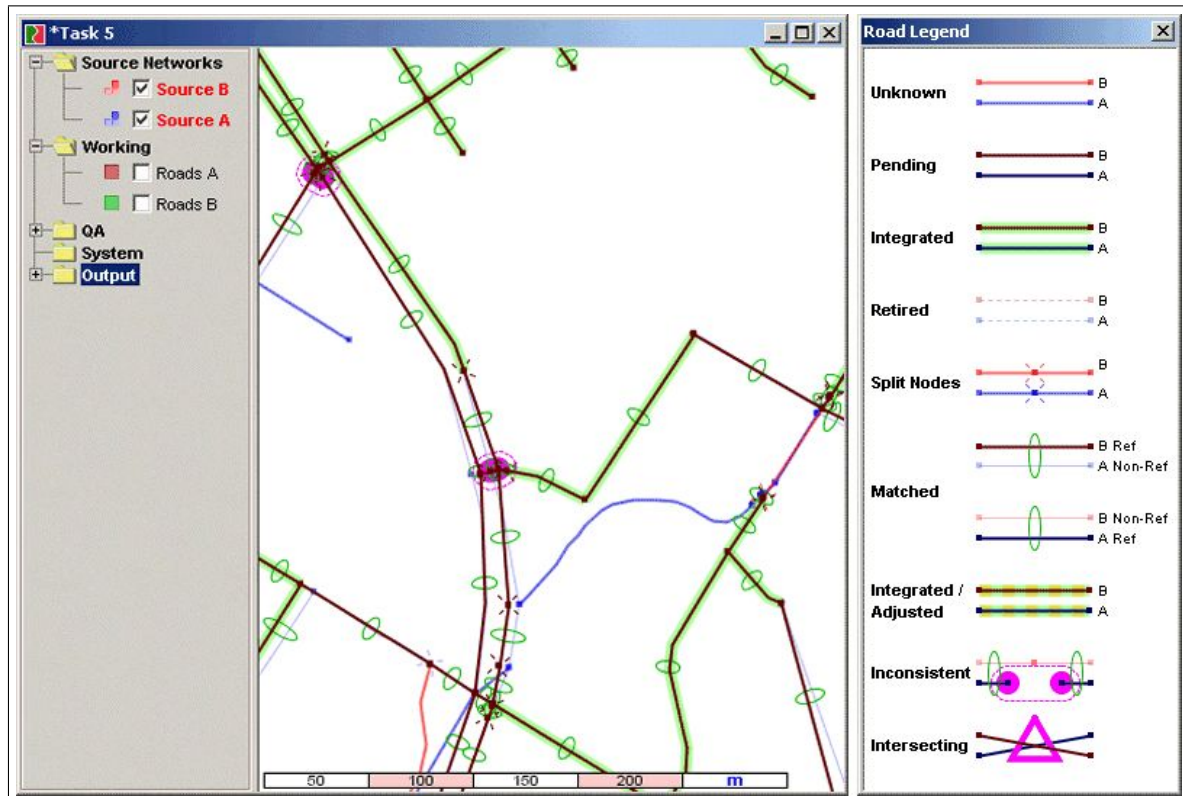 *Task 5
Source Networks
Source B
Source A
Working
Roads A
Roads B
QA
System
Output
50 100 150 200 m
Road Legend
Unknown B
A
Pending B
A
Integrated B
A
Retired B
A
Split Nodes B
A
Matched B Ref
A Non-Ref
B Non-Ref
A Ref
Integrated / B
Adjusted A
Inconsistent
Intersecting